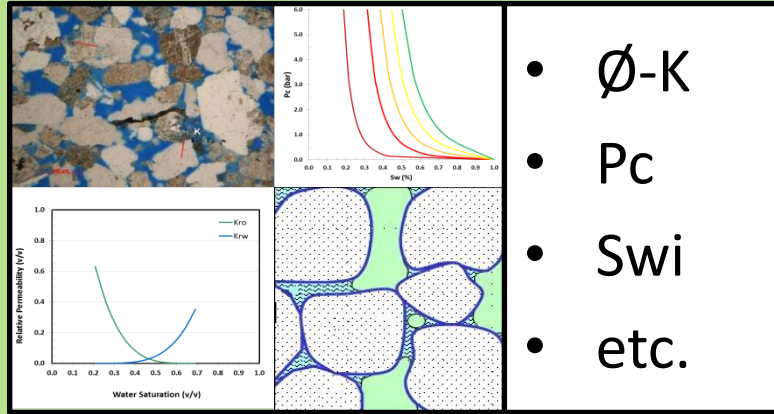 K
6.0
5.0
4.0
3.0
2.0
1.0
0.0
Pc (bar)
0.0 0.1 0.2 0.3 0.4 0.5 0.6 0.7 0.8 0.9 1.0
Sw (%)
1.0
0.8
0.6
0.4
0.2
0.0
Relative Permeability (v/v)
Kro
Krw
0.0 0.1 0.2 0.3 0.4 0.5 0.6 0.7 0.8 0.9 1.0
Water Saturation (v/v)
• Ø-K
• Pc
• Swi
• etc.